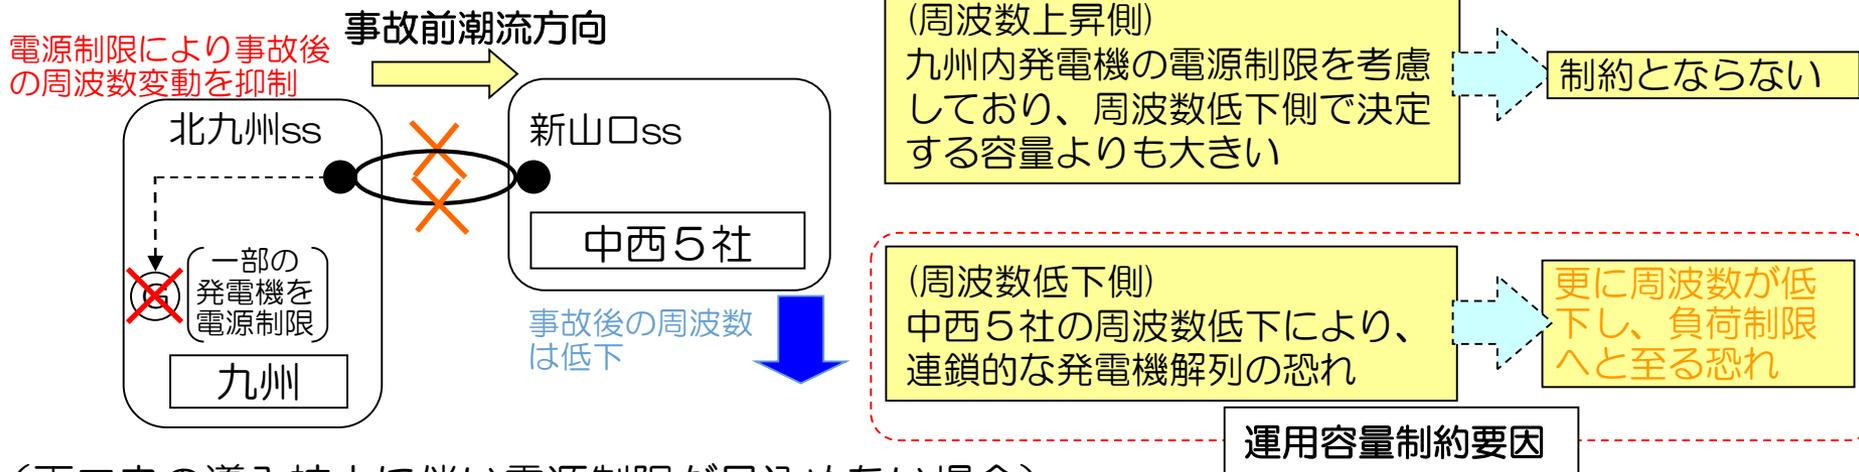 事故前潮流方向
電源制限により事故後
の周波数変動を抑制
北九州ss
新山口ss
中西５社
G
一部の
発電機を
電源制限
九州
事故後の周波数
は低下
(周波数上昇側)
九州内発電機の電源制限を考慮
しており、周波数低下側で決定
する容量よりも大きい
制約とならない
(周波数低下側)
中西５社の周波数低下により、
連鎖的な発電機解列の恐れ
更に周波数が低
下し、負荷制限
へと至る恐れ
運用容量制約要因